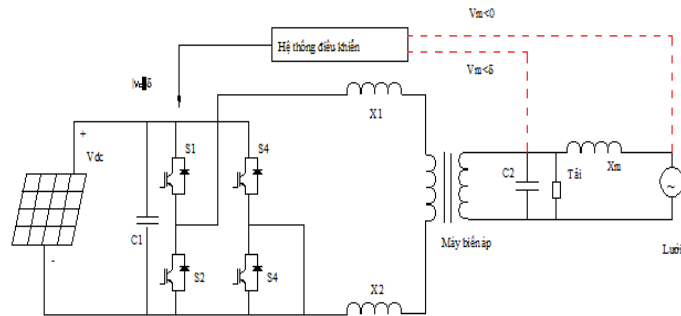 Vm<0
Hệ thống điều khiển
Vm<δ
X1
S1
S4
+
Vdc
C1
C2
Tải
Xm
~
Máy biến áp
Lưới
S2
S4
-
X2